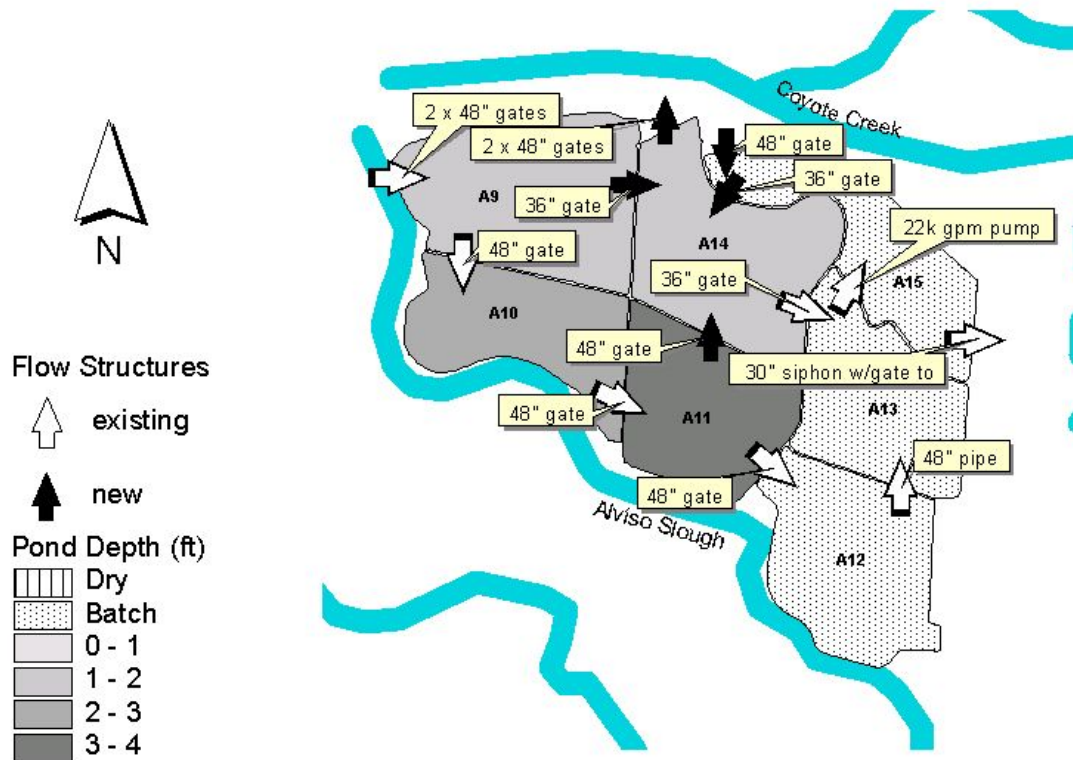 Coyote Creek
2 x 48" gates
2 x 48" gates
48" gate
36" gate
36" gate
A9
N
48" gate
A14
22k gpm pump
36" gate
A15
A10
48" gate
30" siphon w/gate to
Flow Structures
existing
48" gate
A11
A13
48" pipe
new
48" gate
Alviso Slough
Pond Depth (ft)
A12
Dry
Batch
0 - 1
1 - 2
2 - 3
3 - 4